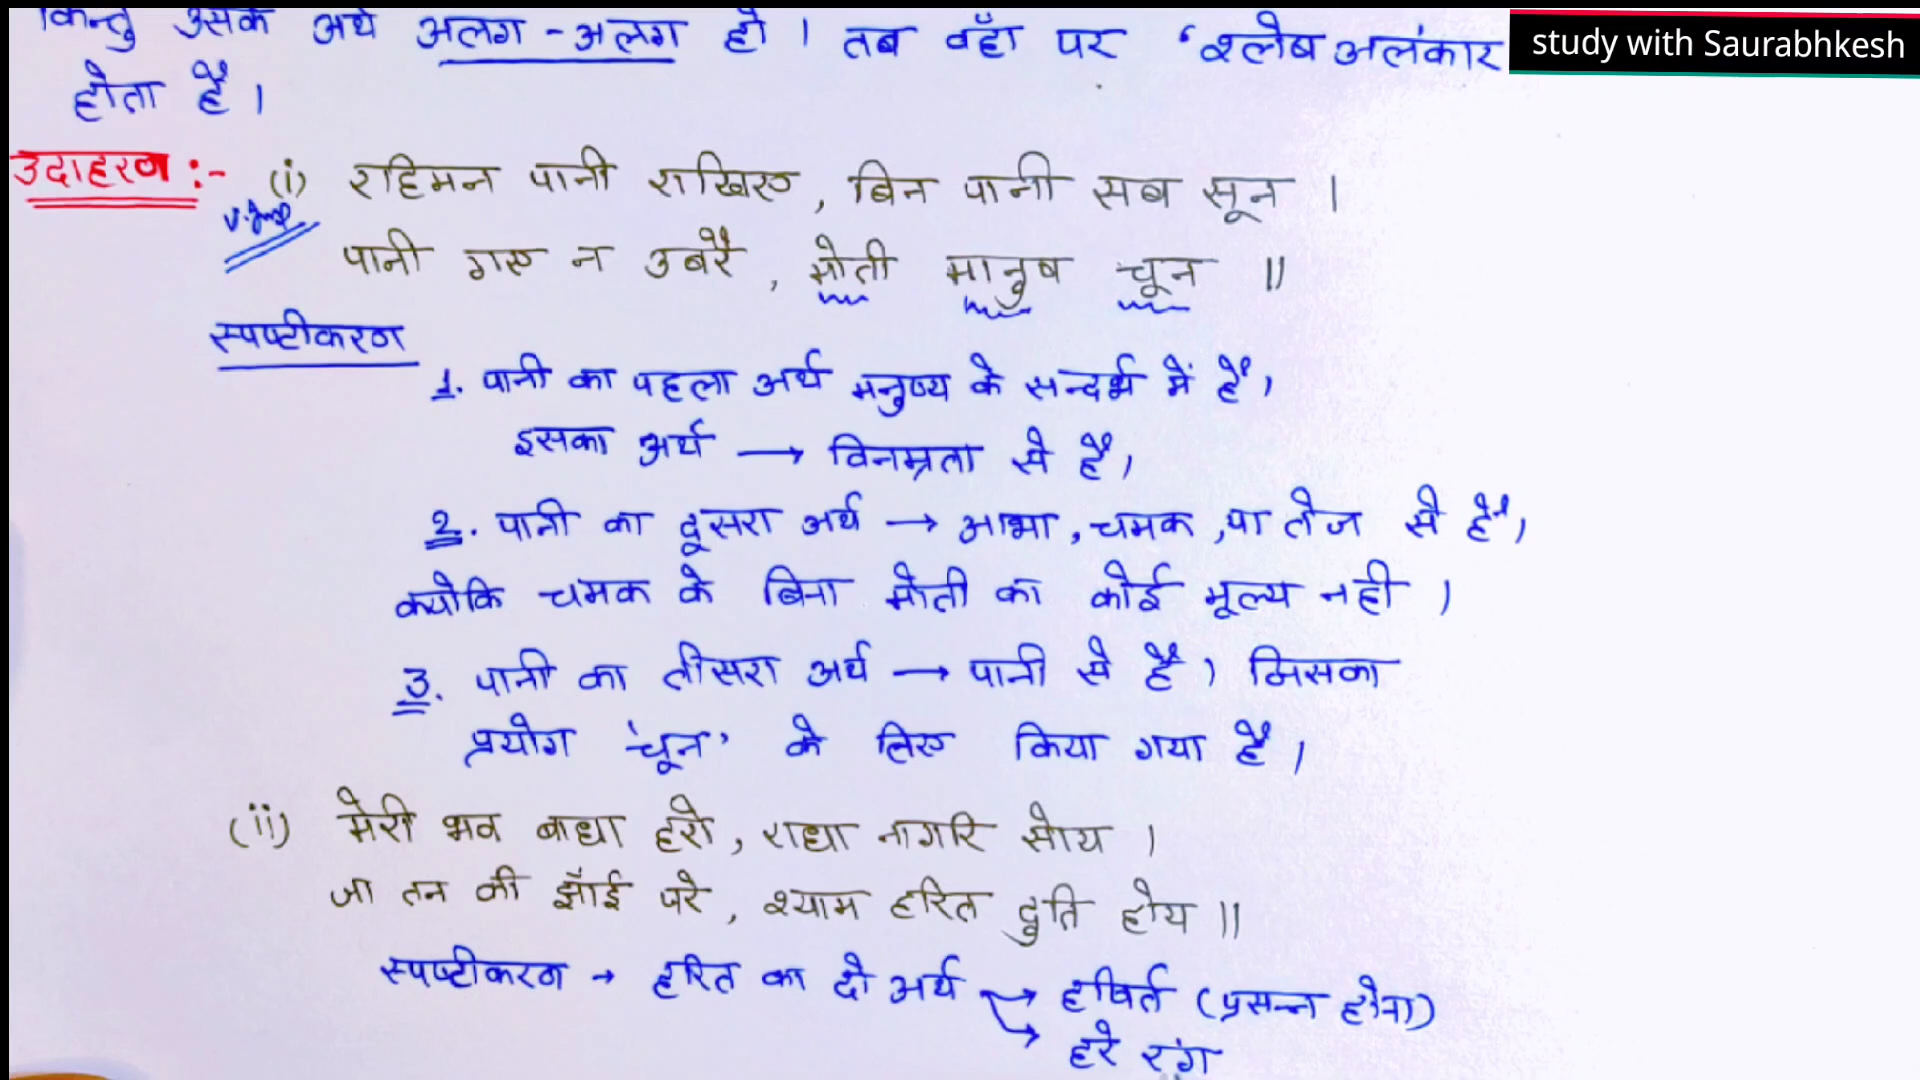 किन्तु उसके अर्थ अलग-अलग हो। तब वहाँ पर 'श्लेष अलंकार
study with Saurabhkesh
होता है।
उदाहरण :- (i) रहिमन पानी राखिए, बिन पानी सब सून।
v.Imp
पानी गए न उबरै, मोती मानुष चून॥
स्पष्टीकरण
1. पानी का पहला अर्थ मनुष्य के सन्दर्भ में है,
इसका अर्थ → विनम्रता से है,
2. पानी का दूसरा अर्थ → आभा, चमक, या तेज से है,
क्योकि चमक के बिना मोती का कोई मूल्य नही।
3. पानी का तीसरा अर्थ → पानी से है। जिसका
प्रयोग 'चून' के लिए किया गया है।
(ii) मेरी भव बाधा हरो, राधा नागरि सोय।
जा तन की झाँई परे, श्याम हरित दुति होय॥
स्पष्टीकरण → हरित का दो अर्थ → हर्षित (प्रसन्न होना)
→ हरे रंग